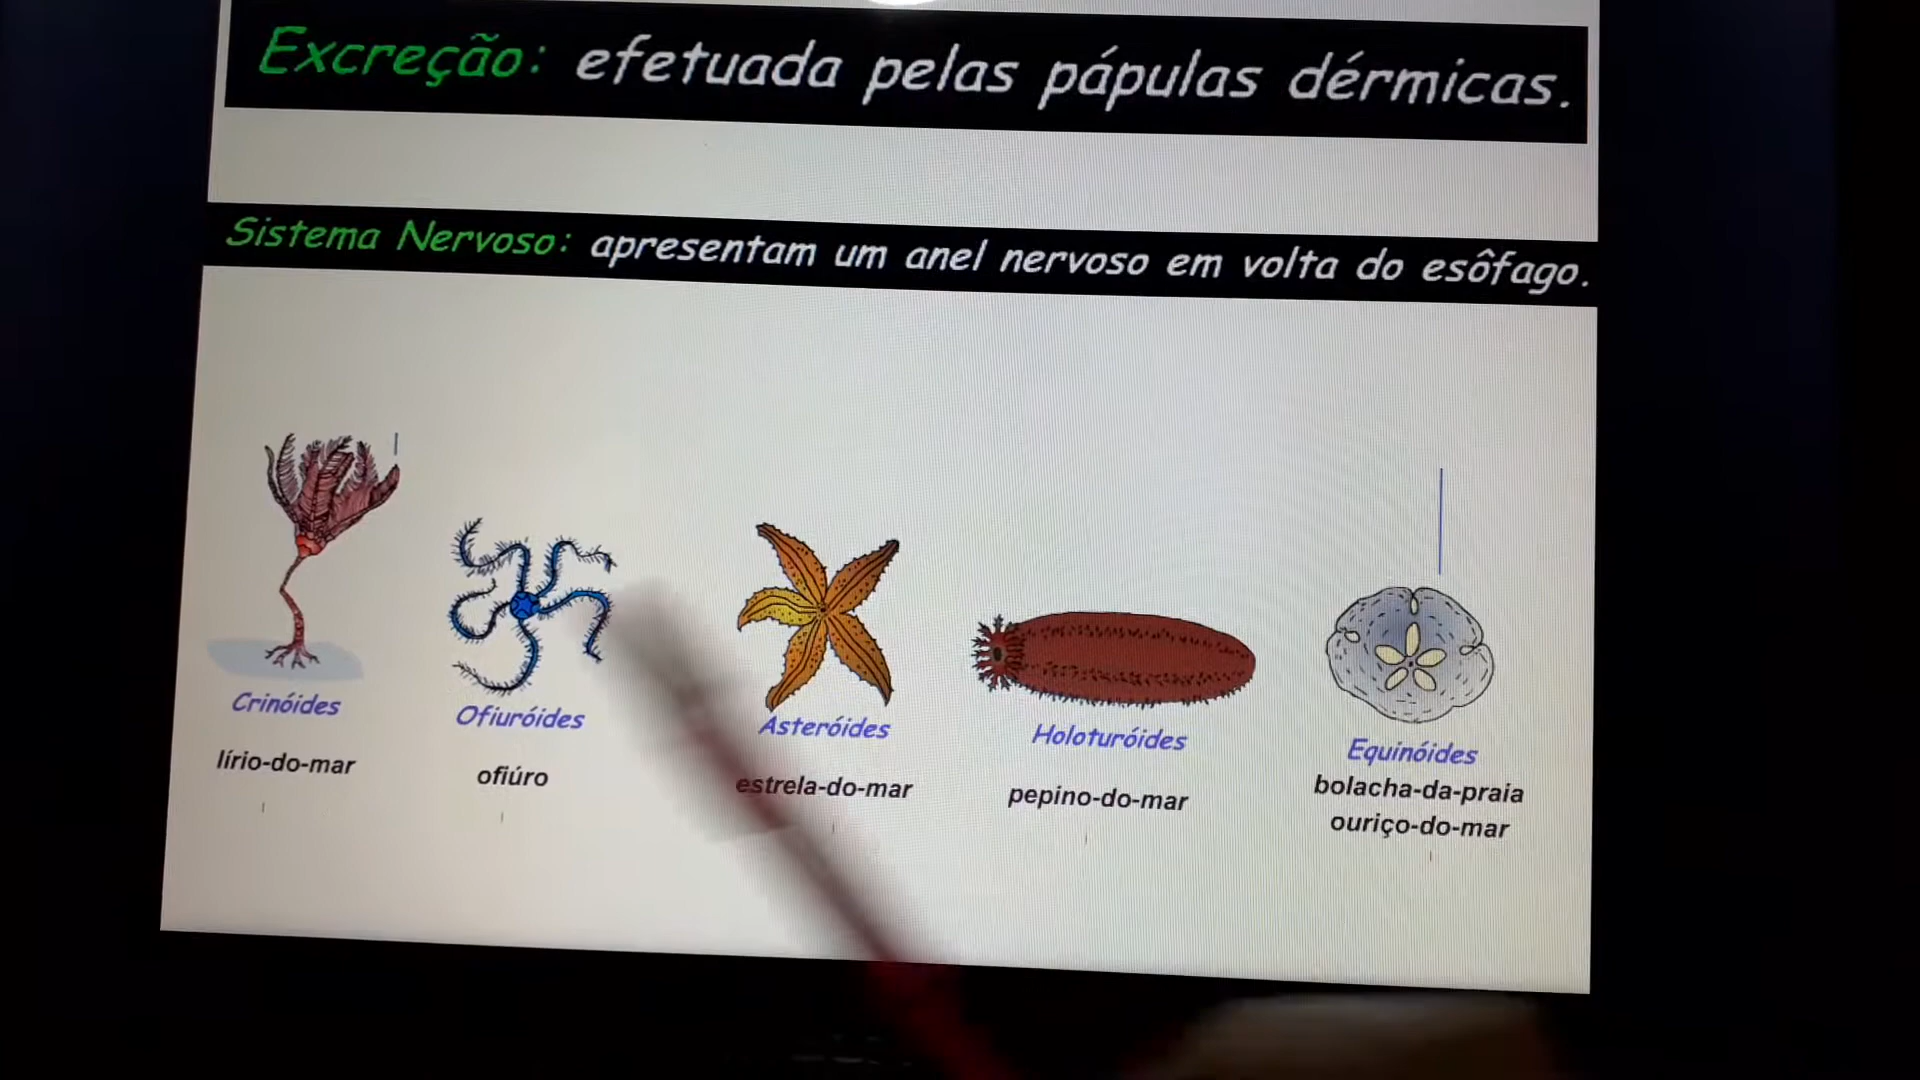 Excreção: efetuada pelas pápulas dérmicas.
Sistema Nervoso: apresentam um anel nervoso em volta do esôfago.
Crinóides
Ofiuróides
Asteróides
Holoturóides
Equinóides
lírio-do-mar
ofiúro
estrela-do-mar
pepino-do-mar
bolacha-da-praia
ouriço-do-mar